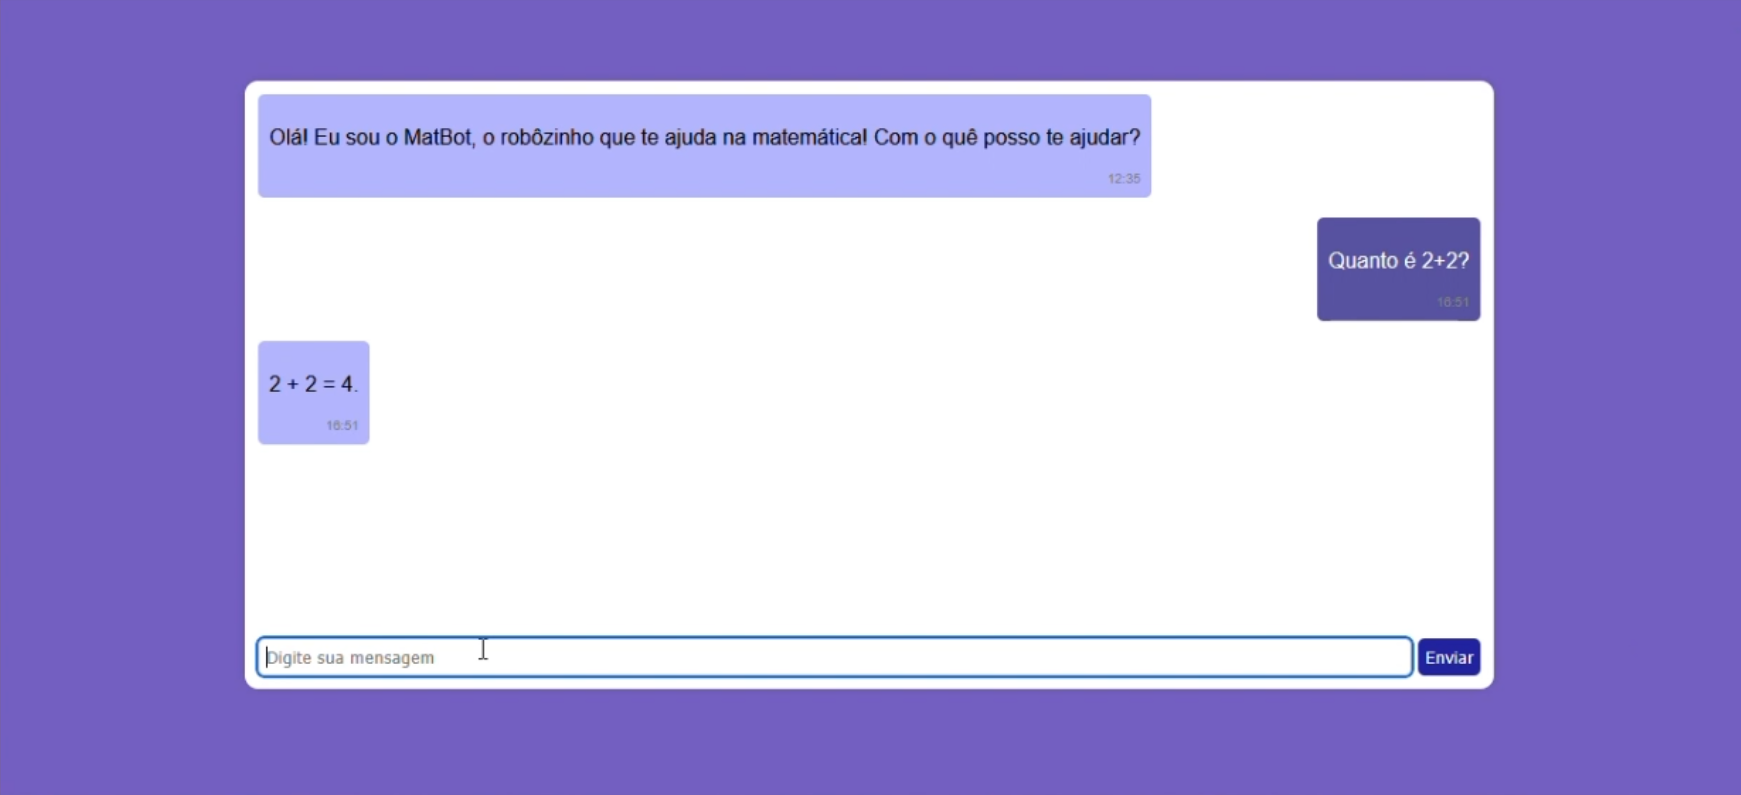 Olá! Eu sou o MatBot, o robôzinho que te ajuda na matemática! Com o quê posso te ajudar?
12:35
Quanto é 2+2?
16:51
2 + 2 = 4.
16:51
Digite sua mensagem
Enviar